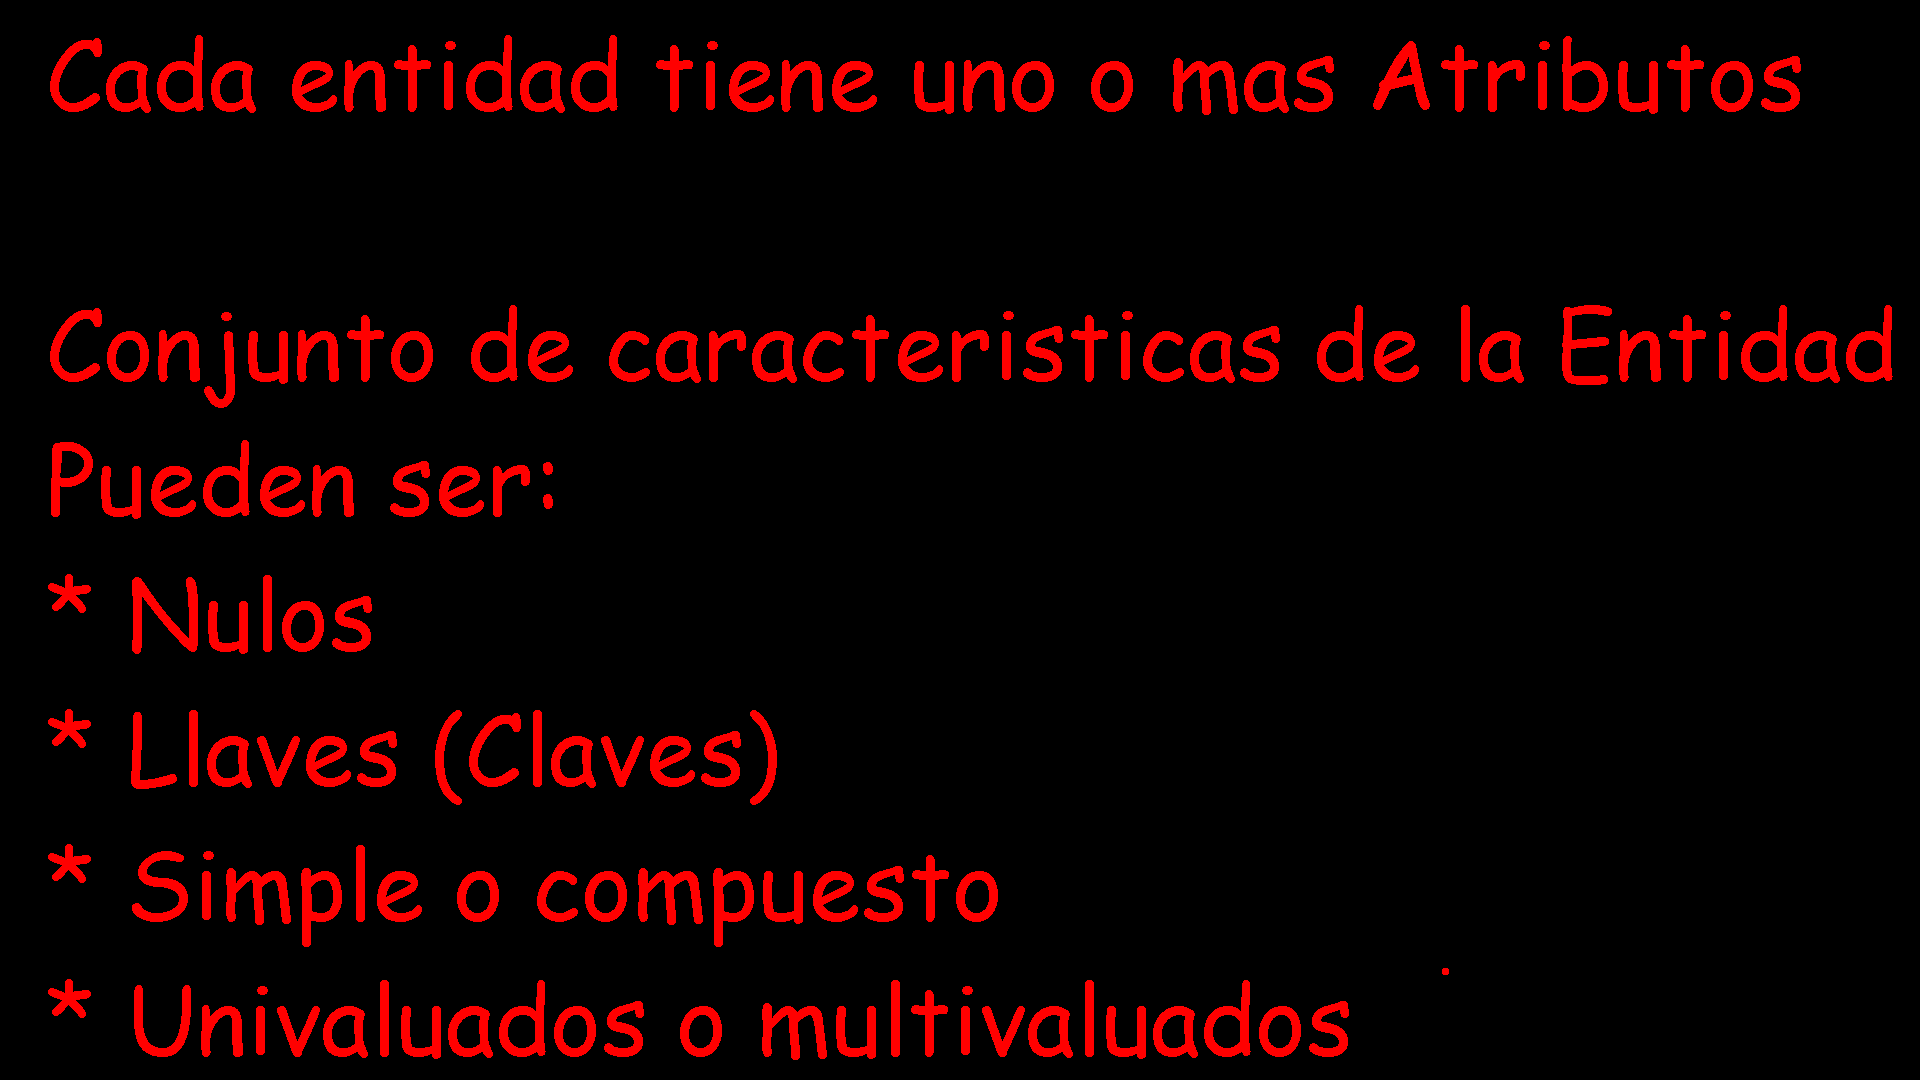 Cada entidad tiene uno o mas Atributos
Conjunto de caracteristicas de la Entidad
Pueden ser:
* Nulos
* Llaves (Claves)
* Simple o compuesto
* Univaluados o multivaluados